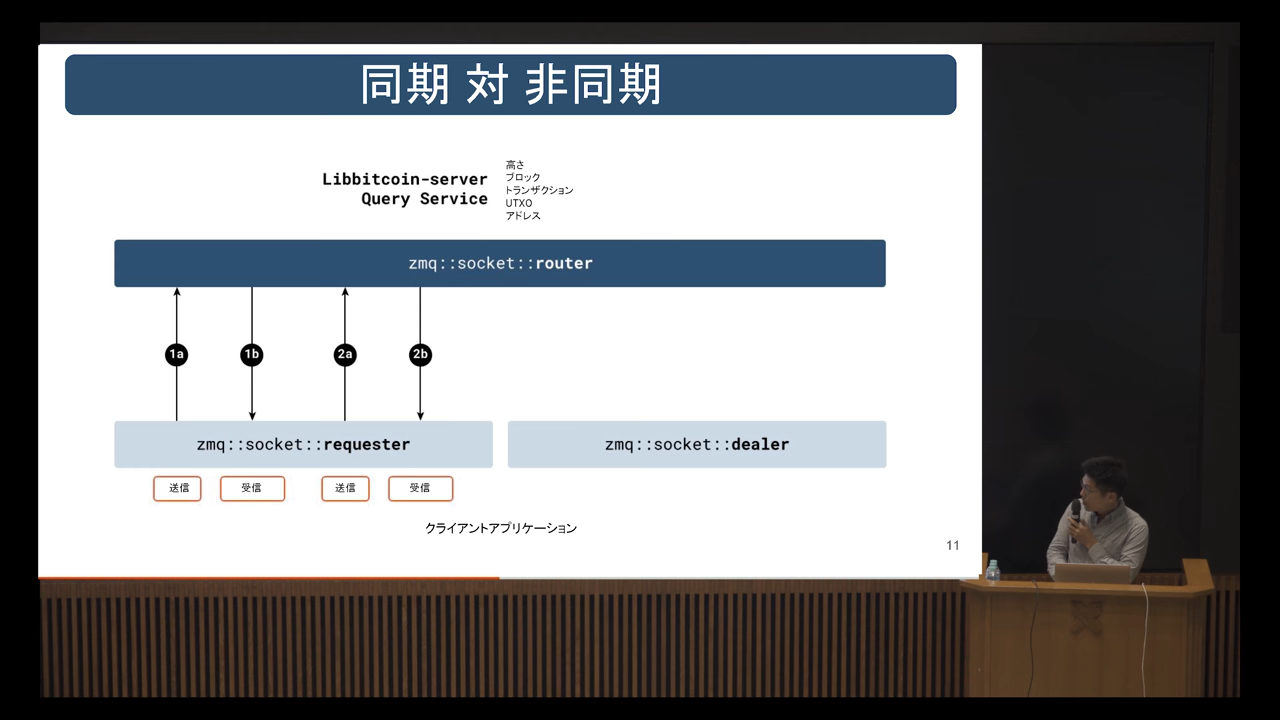 同期 対 非同期
Libbitcoin-server
Query Service
高さ
ブロック
トランザクション
UTXO
アドレス
zmq::socket::router
1a
1b
2a
2b
zmq::socket::requester
zmq::socket::dealer
送信
受信
送信
受信
クライアントアプリケーション
11